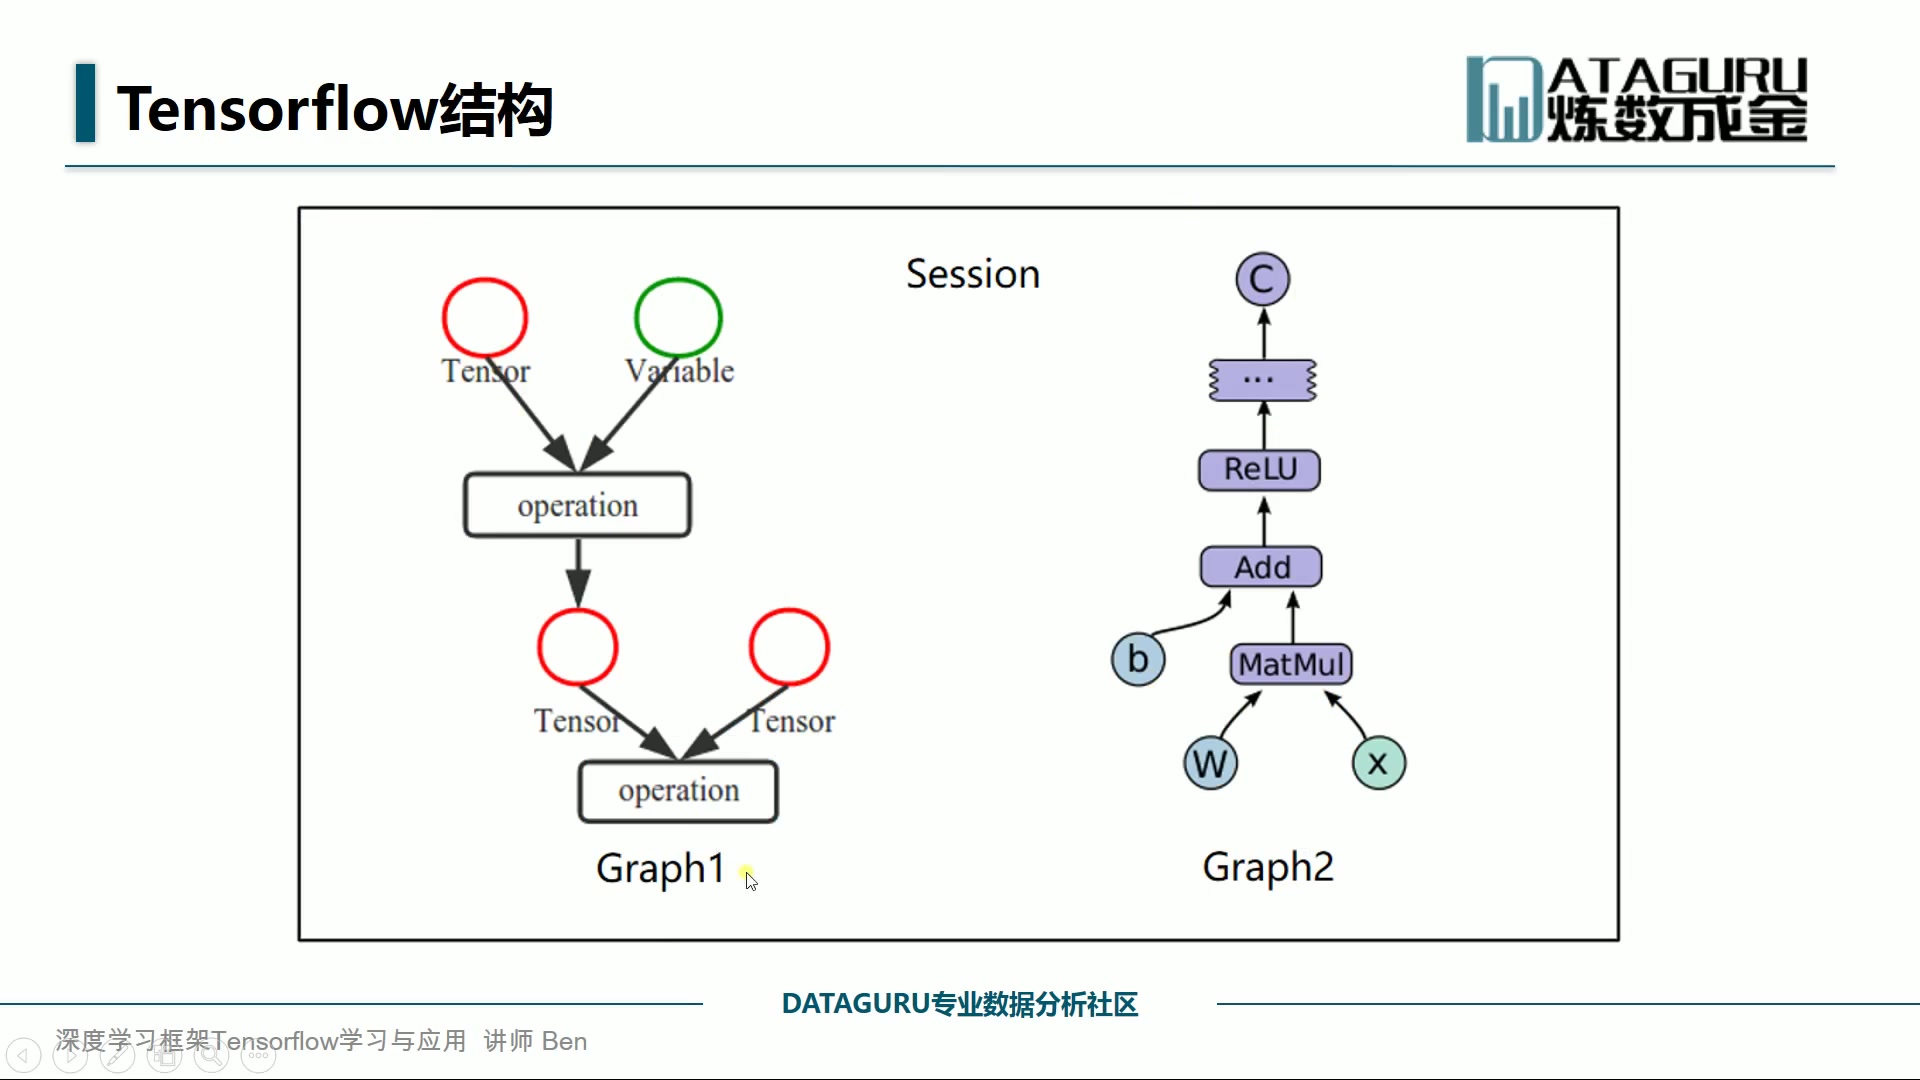 Tensorflow结构
DATAGURU
炼数成金
Session
C
Tensor
Variable
...
ReLU
operation
Add
b
MatMul
Tensor
Tensor
W
x
operation
Graph1
Graph2
DATAGURU专业数据分析社区
深度学习框架Tensorflow学习与应用 讲师 Ben